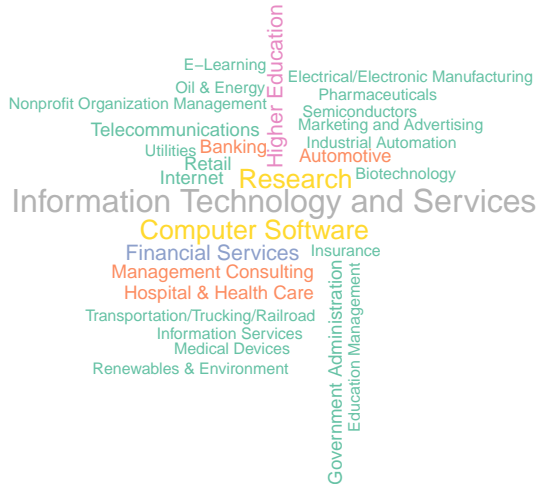 E−Learning
Higher Education
Electrical/Electronic Manufacturing
Oil & Energy
Pharmaceuticals
Nonprofit Organization Management
Semiconductors
Telecommunications
Marketing and Advertising
Utilities
Banking
Industrial Automation
Retail
Automotive
Internet
Research
Biotechnology
Information Technology and Services
Computer Software
Financial Services
Insurance
Management Consulting
Hospital & Health Care
Government Administration
Education Management
Transportation/Trucking/Railroad
Information Services
Medical Devices
Renewables & Environment